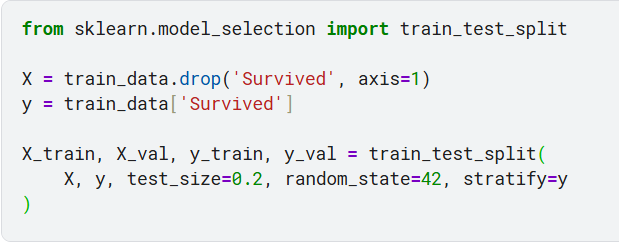 from sklearn.model_selection import train_test_split
X = train_data.drop('Survived', axis=1)
y = train_data['Survived']
X_train, X_val, y_train, y_val = train_test_split(
    X, y, test_size=0.2, random_state=42, stratify=y
)